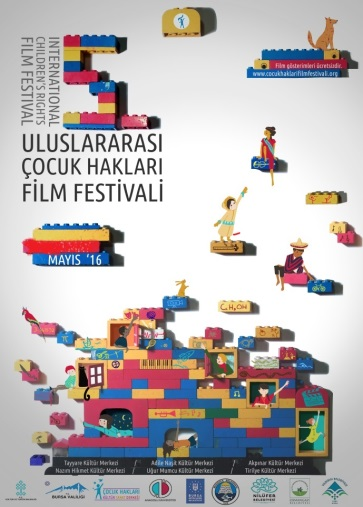 5.
INTERNATIONAL
CHILDREN'S RIGHTS
FILM FESTIVAL
ULUSLARARASI
ÇOCUK HAKLARI
FİLM FESTİVALİ
Film gösterimleri ücretsizdir.
www.cocukhaklarifilmfestivali.org
MAYIS '16
Tayyare Kültür Merkezi / Adile Naşit Kültür Merkezi / Akpınar Kültür Merkezi
Nazım Hikmet Kültür Merkezi / Uğur Mumcu Kültür Merkezi / Tirilye Kültür Merkezi
BURSA VALİLİĞİ
ÇOCUK HAKLARI
BURSA
NİLÜFER
BELEDİYESİ